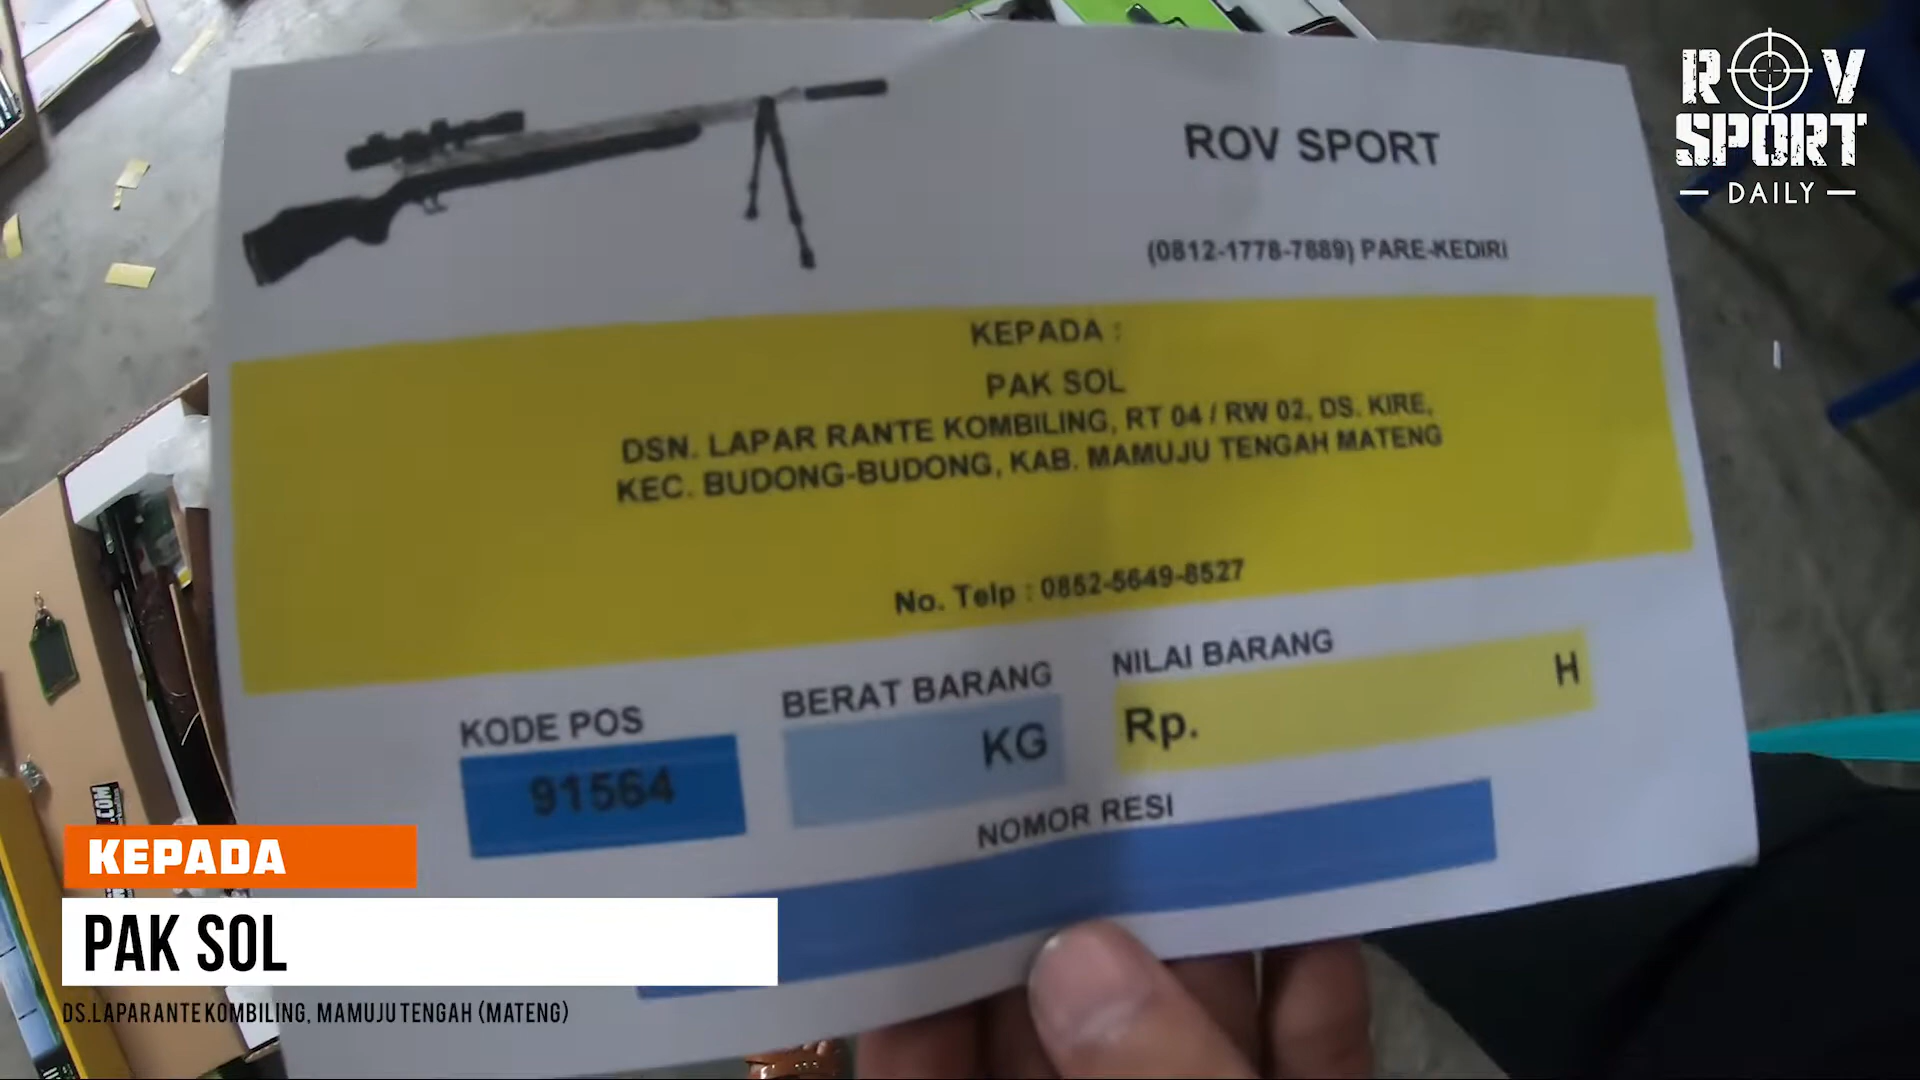 ROV
SPORT
DAILY
ROV SPORT
(0812-1778-7889) PARE-KEDIRI
KEPADA :
PAK SOL
DSN. LAPAR RANTE KOMBILING, RT 04 / RW 02, DS. KIRE,
KEC. BUDONG-BUDONG, KAB. MAMUJU TENGAH MATENG
No. Telp : 0852-5649-8527
KODE POS
91564
BERAT BARANG
KG
NILAI BARANG
Rp. H
NOMOR RESI
.COM
KEPADA
PAK SOL
DS.LAPARANTE KOMBILING, MAMUJU TENGAH (MATENG)